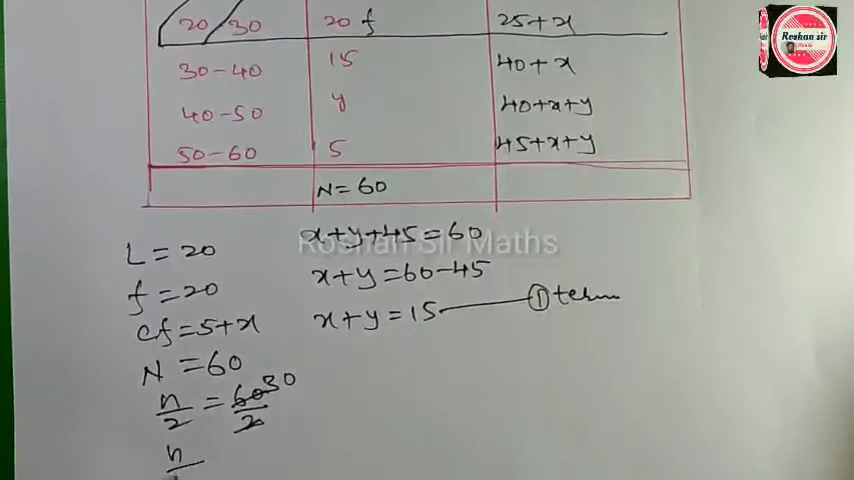 20/30 20 f 25+x
30-40 15 40+x
40-50 y 40+x+y
50-60 5 45+x+y
N=60
L=20 x+y+45=60
f=20 x+y=60-45
cf=5+x x+y=15 ① term
N=60
n/2 = 60/2 30
n
Roshan Sir Maths
Roshan sir